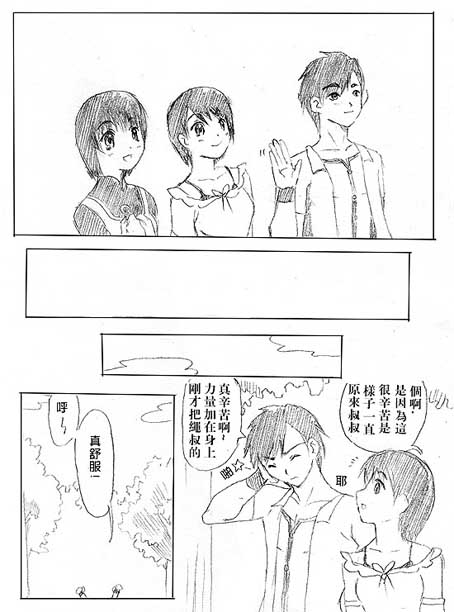 呼~
真舒服!
剛才把繩叔的
力量加在身上
真辛苦啊~
啪
耶
原來叔叔
樣子一直
很辛苦是
是因為這
個啊.